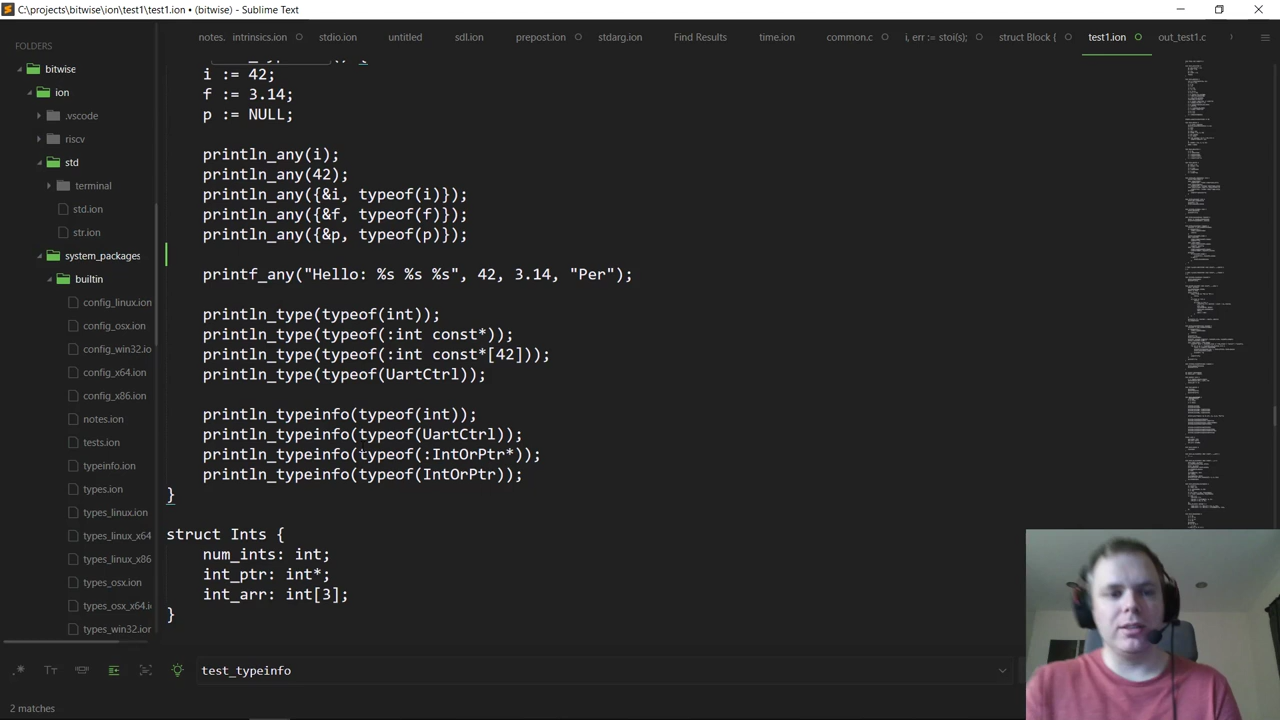 C:\projects\bitwise\ion\test1\test1.ion • (bitwise) - Sublime Text
FOLDERS
bitwise
ion
.vscode
riscv
std
terminal
std.ion
str.ion
system_packages
builtin
config_linux.ion
config_osx.ion
config_win32.io
config_x64.ion
config_x86.ion
notes.ion
tests.ion
typeinfo.ion
types.ion
types_linux.ion
types_linux_x64
types_linux_x86
types_osx.ion
types_osx_x64.i
types_win32.ion
notes. intrinsics.ion stdio.ion untitled sdl.ion prepost.ion stdarg.ion Find Results time.ion common.c i, err := stoi(s); struct Block { test1.ion out_test1.c
i := 42;
f := 3.14;
p := NULL;
println_any(i);
println_any(42);
println_any({&i, typeof(i)});
println_any({&f, typeof(f)});
println_any({&p, typeof(p)});
printf_any("Hello: %s %s %s", 42, 3.14, "Per");
println_type(typeof(int));
println_type(typeof(:int const*));
println_type(typeof(:int const*[42]));
println_type(typeof(UartCtrl));
println_typeinfo(typeof(int));
println_typeinfo(typeof(UartCtrl));
println_typeinfo(typeof(:IntOrPtr*));
println_typeinfo(typeof(IntOrPtr));
}
struct Ints {
num_ints: int;
int_ptr: int*;
int_arr: int[3];
}
.* TT test_typeinfo
2 matches